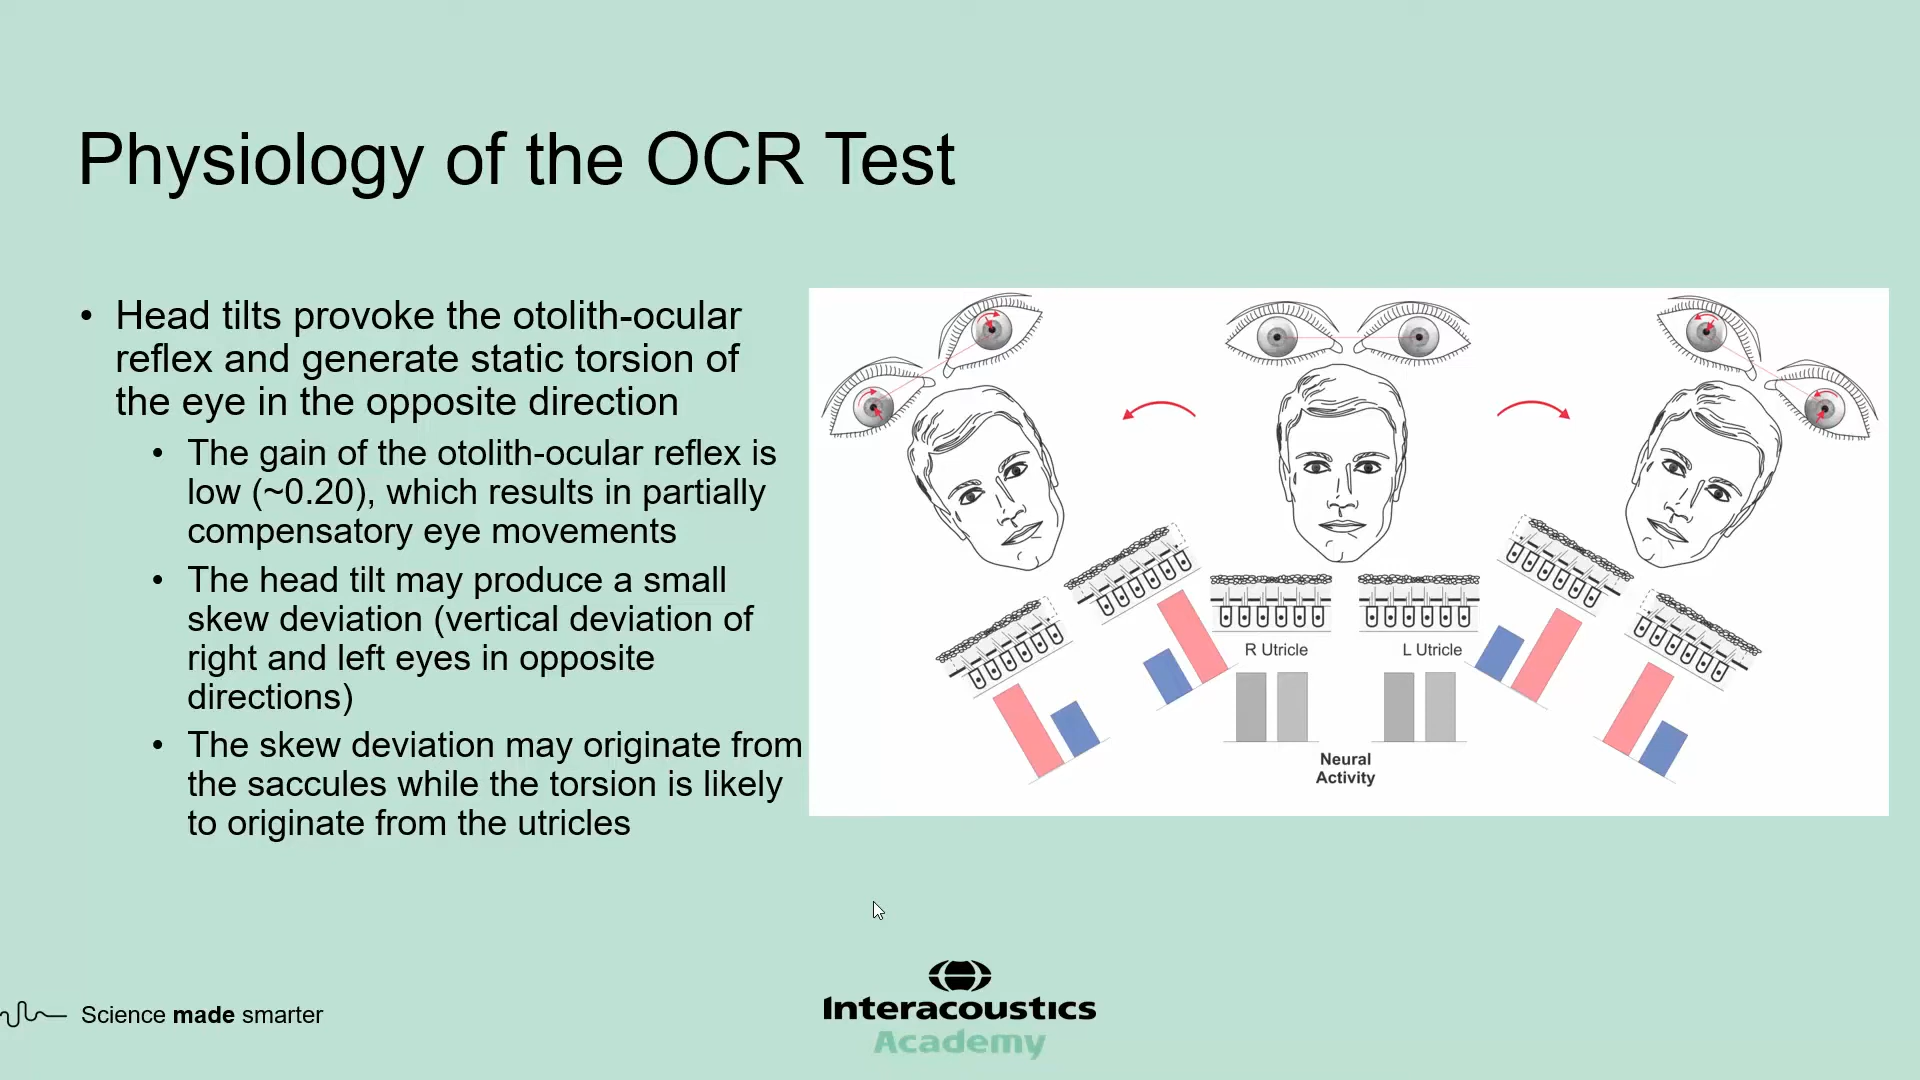 Physiology of the OCR Test
• Head tilts provoke the otolith-ocular
reflex and generate static torsion of
the eye in the opposite direction
• The gain of the otolith-ocular reflex is
low (~0.20), which results in partially
compensatory eye movements
• The head tilt may produce a small
skew deviation (vertical deviation of
right and left eyes in opposite
directions)
• The skew deviation may originate from
the saccules while the torsion is likely
to originate from the utricles
R Utricle
L Utricle
Neural
Activity
Science made smarter
Interacoustics
Academy